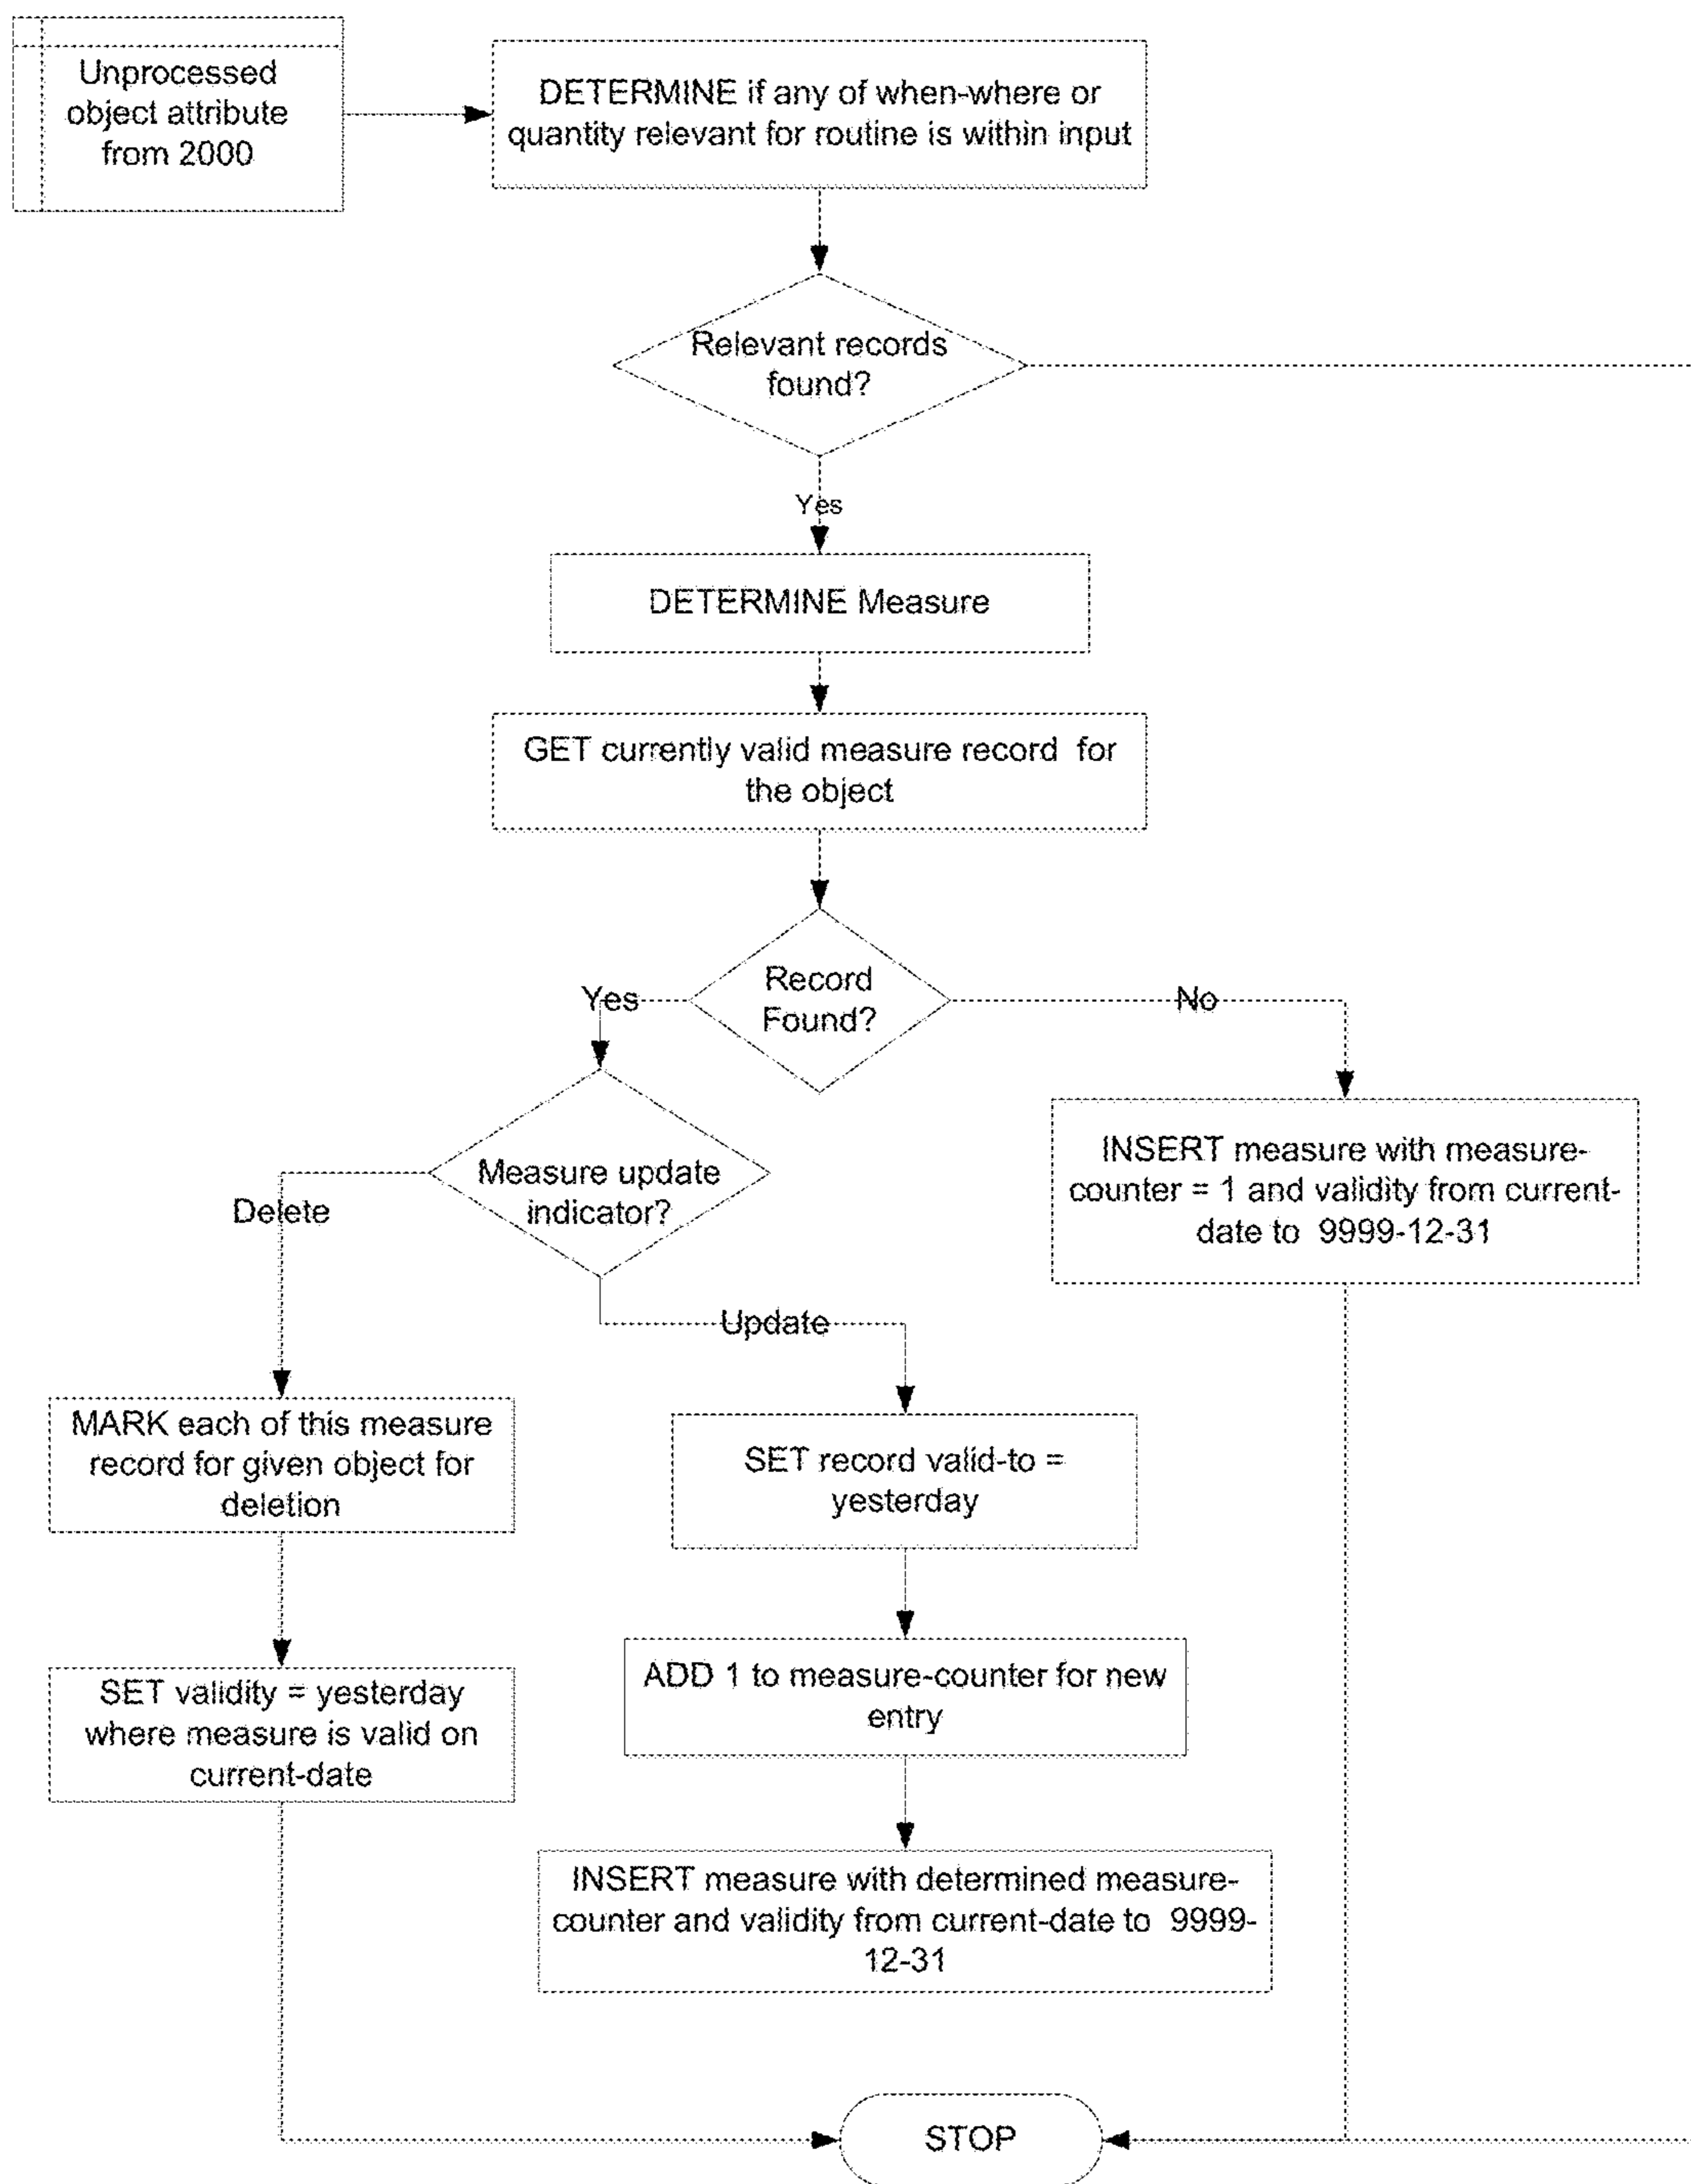 Unprocessed
object attribute
from 2000
DETERMINE if any of when-where or
quantity relevant for routine is within input
Relevant records
found?
Yes
DETERMINE Measure
GET currently valid measure record for
the object
Record
Found?
Yes
No
Measure update
indicator?
INSERT measure with measure-
counter = 1 and validity from current-
date to 9999-12-31
Delete
Update
MARK each of this measure
record for given object for
deletion
SET record valid-to =
yesterday
ADD 1 to measure-counter for new
entry
SET validity = yesterday
where measure is valid on
current-date
INSERT measure with determined measure-
counter and validity from current-date to 9999-
12-31
STOP